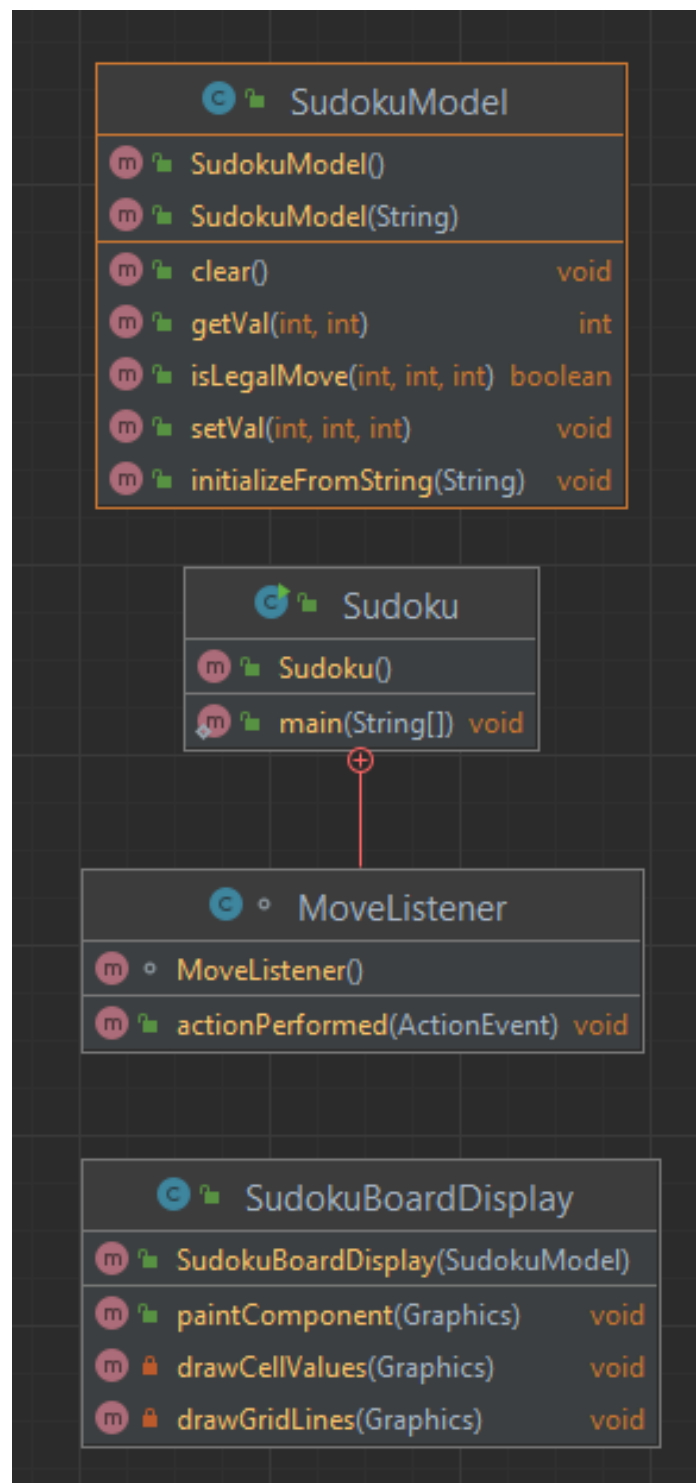 SudokuModel
SudokuModel()
SudokuModel(String)
clear() void
getVal(int, int) int
isLegalMove(int, int, int) boolean
setVal(int, int, int) void
initializeFromString(String) void
Sudoku
Sudoku()
main(String[]) void
MoveListener
MoveListener()
actionPerformed(ActionEvent) void
SudokuBoardDisplay
SudokuBoardDisplay(SudokuModel)
paintComponent(Graphics) void
drawCellValues(Graphics) void
drawGridLines(Graphics) void